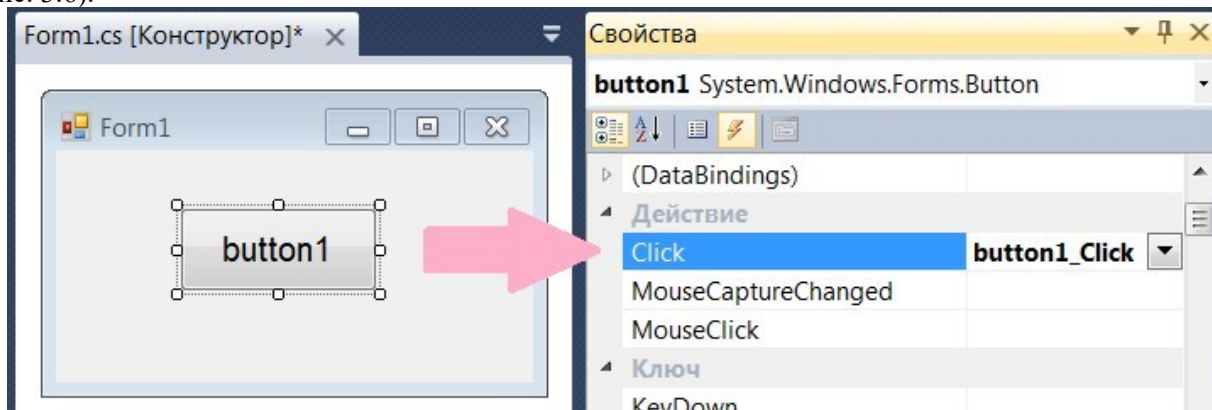 Form1.cs [Конструктор]*
Form1
button1
Свойства
button1 System.Windows.Forms.Button
(DataBindings)
Действие
Click button1_Click
MouseCaptureChanged
MouseClick
Ключ
KeyDown